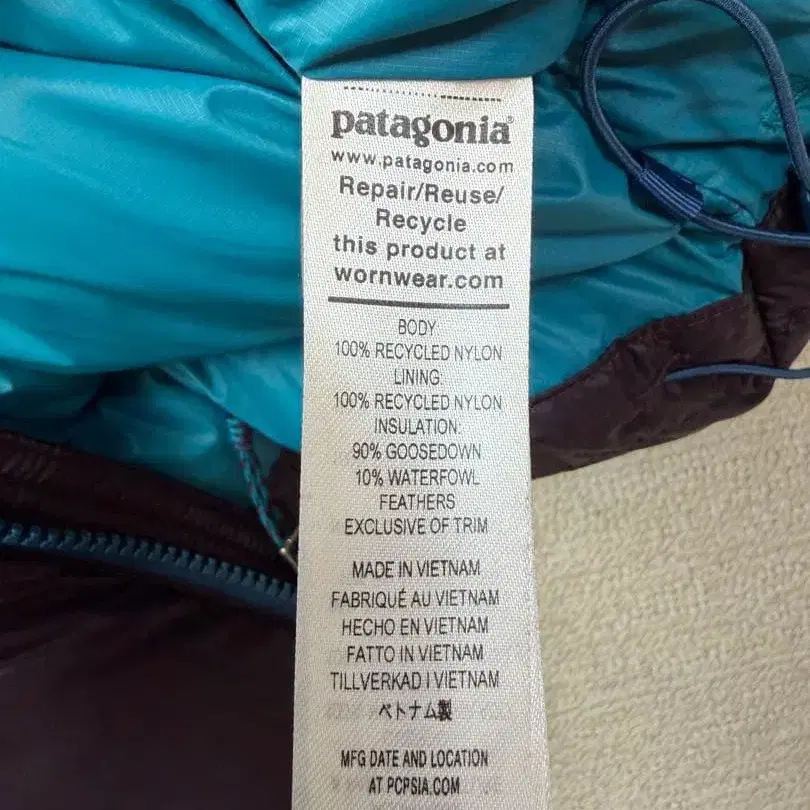 patagonia®
www.patagonia.com
Repair/Reuse/
Recycle
this product at
wornwear.com
BODY
100% RECYCLED NYLON
LINING:
100% RECYCLED NYLON
INSULATION:
90% GOOSEDOWN
10% WATERFOWL
FEATHERS
EXCLUSIVE OF TRIM
MADE IN VIETNAM
FABRIQUÉ AU VIETNAM
HECHO EN VIETNAM
FATTO IN VIETNAM
TILLVERKAD I VIETNAM
ベトナム製
MFG DATE AND LOCATION
AT PCPSIA.COM